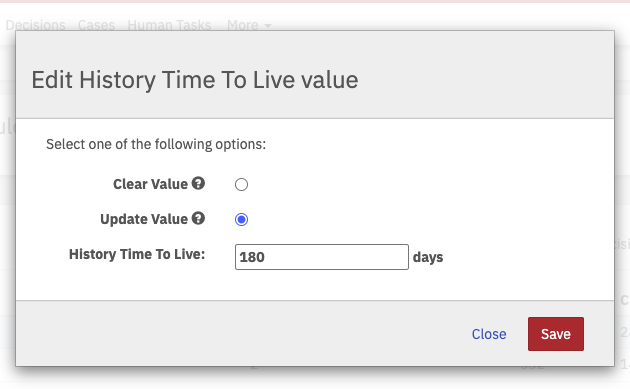 Decisions Cases Human Tasks More
Edit History Time To Live value
Select one of the following options:
Clear Value ?
Update Value ?
History Time To Live: 180 days
Close Save